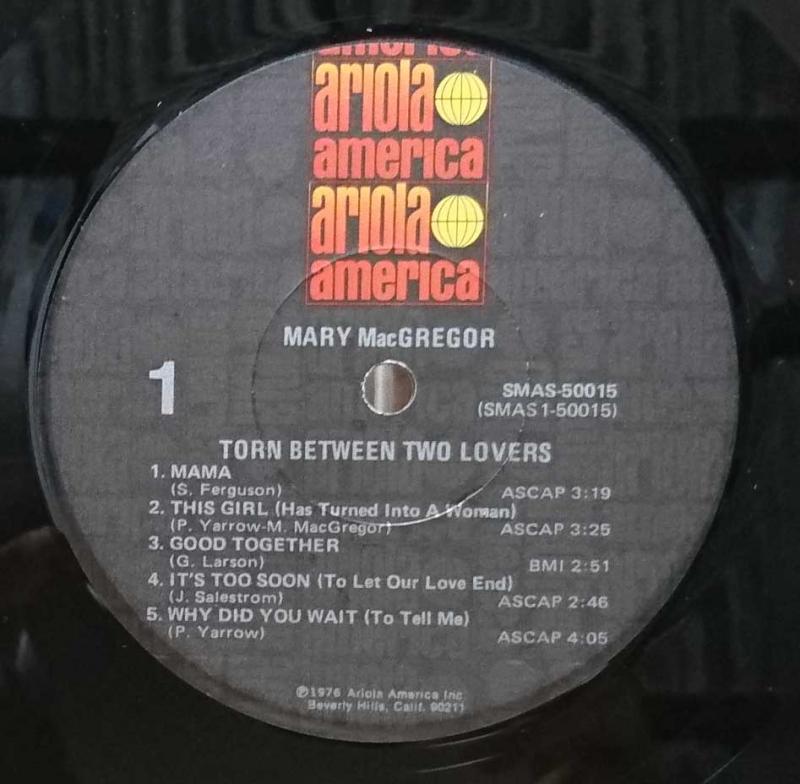 america
ariola
america
ariola
america
MARY MacGREGOR
1
SMAS-50015
(SMAS1-50015)
TORN BETWEEN TWO LOVERS
1. MAMA
(S. Ferguson) ASCAP 3:19
2. THIS GIRL (Has Turned Into A Woman)
(P. Yarrow-M. MacGregor) ASCAP 3:25
3. GOOD TOGETHER
(G. Larson) BMI 2:51
4. IT'S TOO SOON (To Let Our Love End)
(J. Salestrom) ASCAP 2:46
5. WHY DID YOU WAIT (To Tell Me)
(P. Yarrow) ASCAP 4:05
℗1976 Ariola America Inc.
Beverly Hills, Calif. 90211